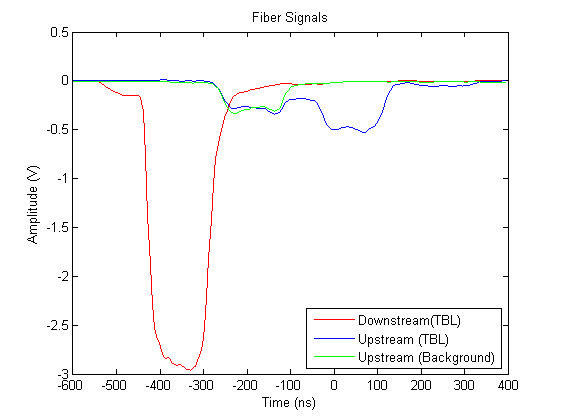 Fiber Signals
0.5
0
-0.5
-1
-1.5
-2
-2.5
-3
Amplitude (V)
-600 -500 -400 -300 -200 -100 0 100 200 300 400
Time (ns)
Downstream(TBL)
Upstream (TBL)
Upstream (Background)